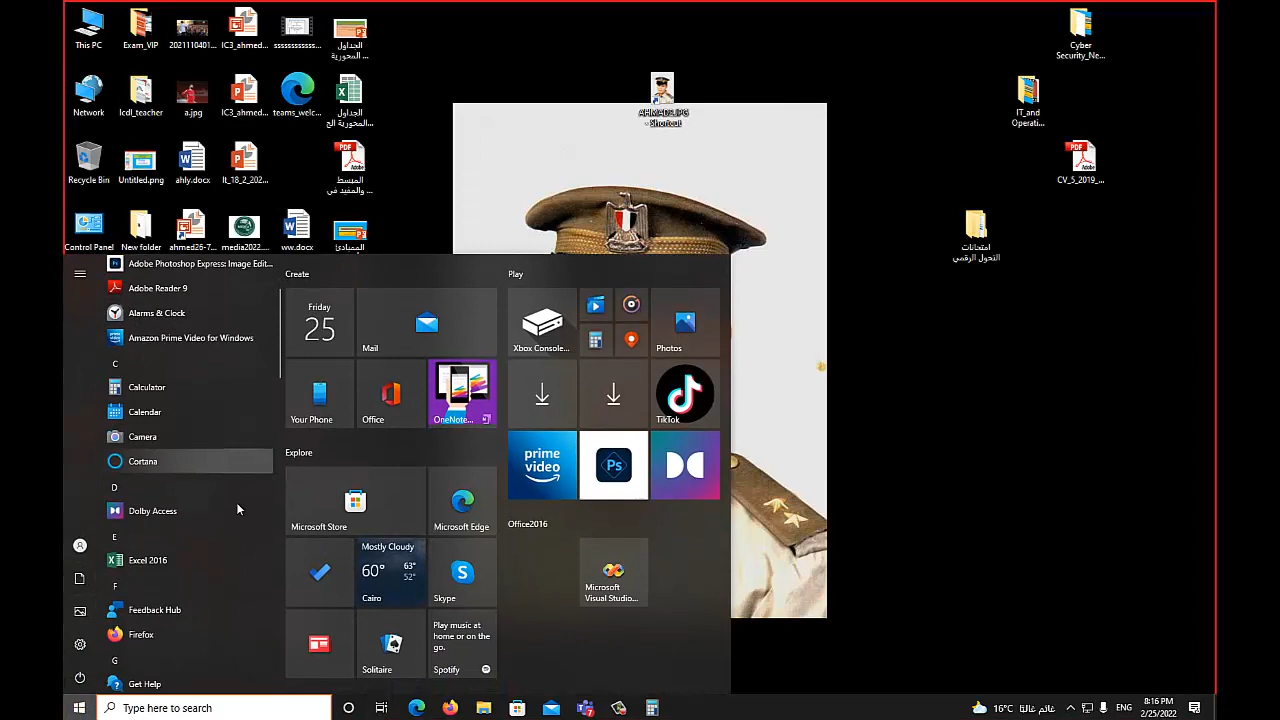 This PC
Exam_VIP
2021110401...
IC3_ahmed...
sssssssssss...
الجداول
المحورية ...
Network
Icdl_teacher
a.jpg
IC3_ahmed...
teams_welc...
الجداول
المحورية الح...
Recycle Bin
Untitled.png
ahly.docx
It_18_2_202...
المبسط
والمفيد في ...
Control Panel
New folder
ahmed26-7...
media2022...
ww.docx
المبادئ
AHMAD2.JPG
- Shortcut
Cyber
Security_Ne...
IT_and
Operati...
CV_5_2019_...
امتحانات
التحول الرقمي
Adobe Photoshop Express: Image Edit...
Adobe Reader 9
Alarms & Clock
Amazon Prime Video for Windows
C
Calculator
Calendar
Camera
Cortana
D
Dolby Access
E
Excel 2016
F
Feedback Hub
Firefox
G
Get Help
Create
Friday
25
Mail
Your Phone
Office
OneNote...
Explore
Microsoft Store
Microsoft Edge
Mostly Cloudy
60°
63°
52°
Cairo
Skype
Solitaire
Play music at
home or on the
go.
Spotify
Play
Xbox Console...
Photos
TikTok
prime
video
Ps
Office2016
Microsoft
Visual Studio...
Type here to search
16°C غائم غالبًا
ENG
8:16 PM
2/25/2022